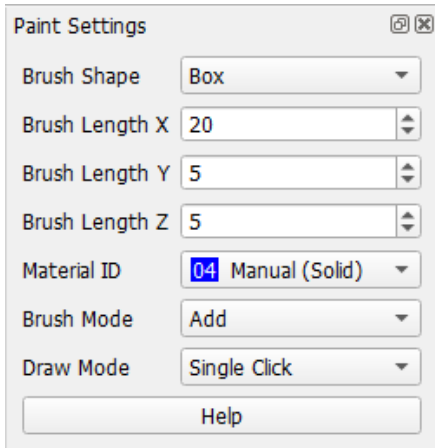 Paint Settings
Brush Shape Box
Brush Length X 20
Brush Length Y 5
Brush Length Z 5
Material ID 04 Manual (Solid)
Brush Mode Add
Draw Mode Single Click
Help